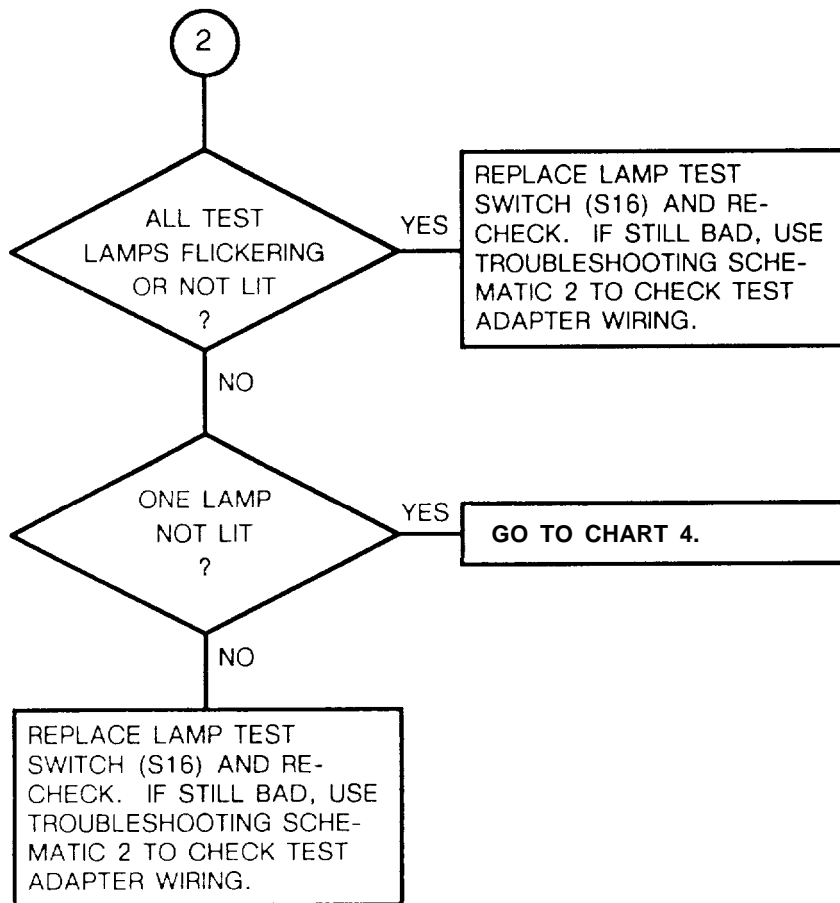 2
ALL TEST
LAMPS FLICKERING
OR NOT LIT
?
YES
REPLACE LAMP TEST
SWITCH (S16) AND RE-
CHECK. IF STILL BAD, USE
TROUBLESHOOTING SCHE-
MATIC 2 TO CHECK TEST
ADAPTER WIRING.
NO
ONE LAMP
NOT LIT
?
YES
GO TO CHART 4.
NO
REPLACE LAMP TEST
SWITCH (S16) AND RE-
CHECK. IF STILL BAD, USE
TROUBLESHOOTING SCHE-
MATIC 2 TO CHECK TEST
ADAPTER WIRING.